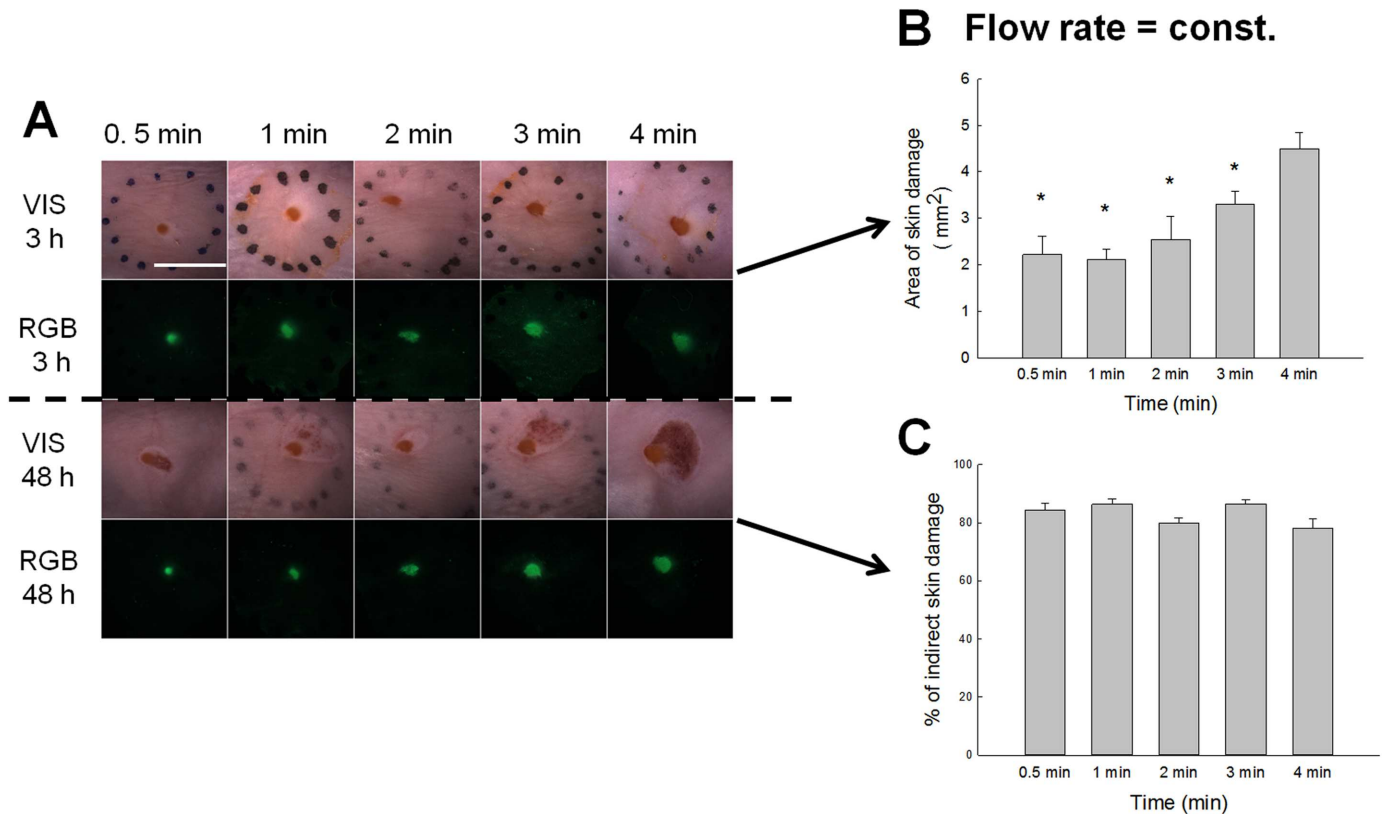 A
0. 5 min 1 min 2 min 3 min 4 min
VIS
3 h
RGB
3 h
VIS
48 h
RGB
48 h
B Flow rate = const.
Area of skin damage
( mm2)
6
5
4
3
2
1
0
* * * *
0.5 min 1 min 2 min 3 min 4 min
Time (min)
C
% of indirect skin damage
100
80
60
40
20
0
0.5 min 1 min 2 min 3 min 4 min
Time (min)